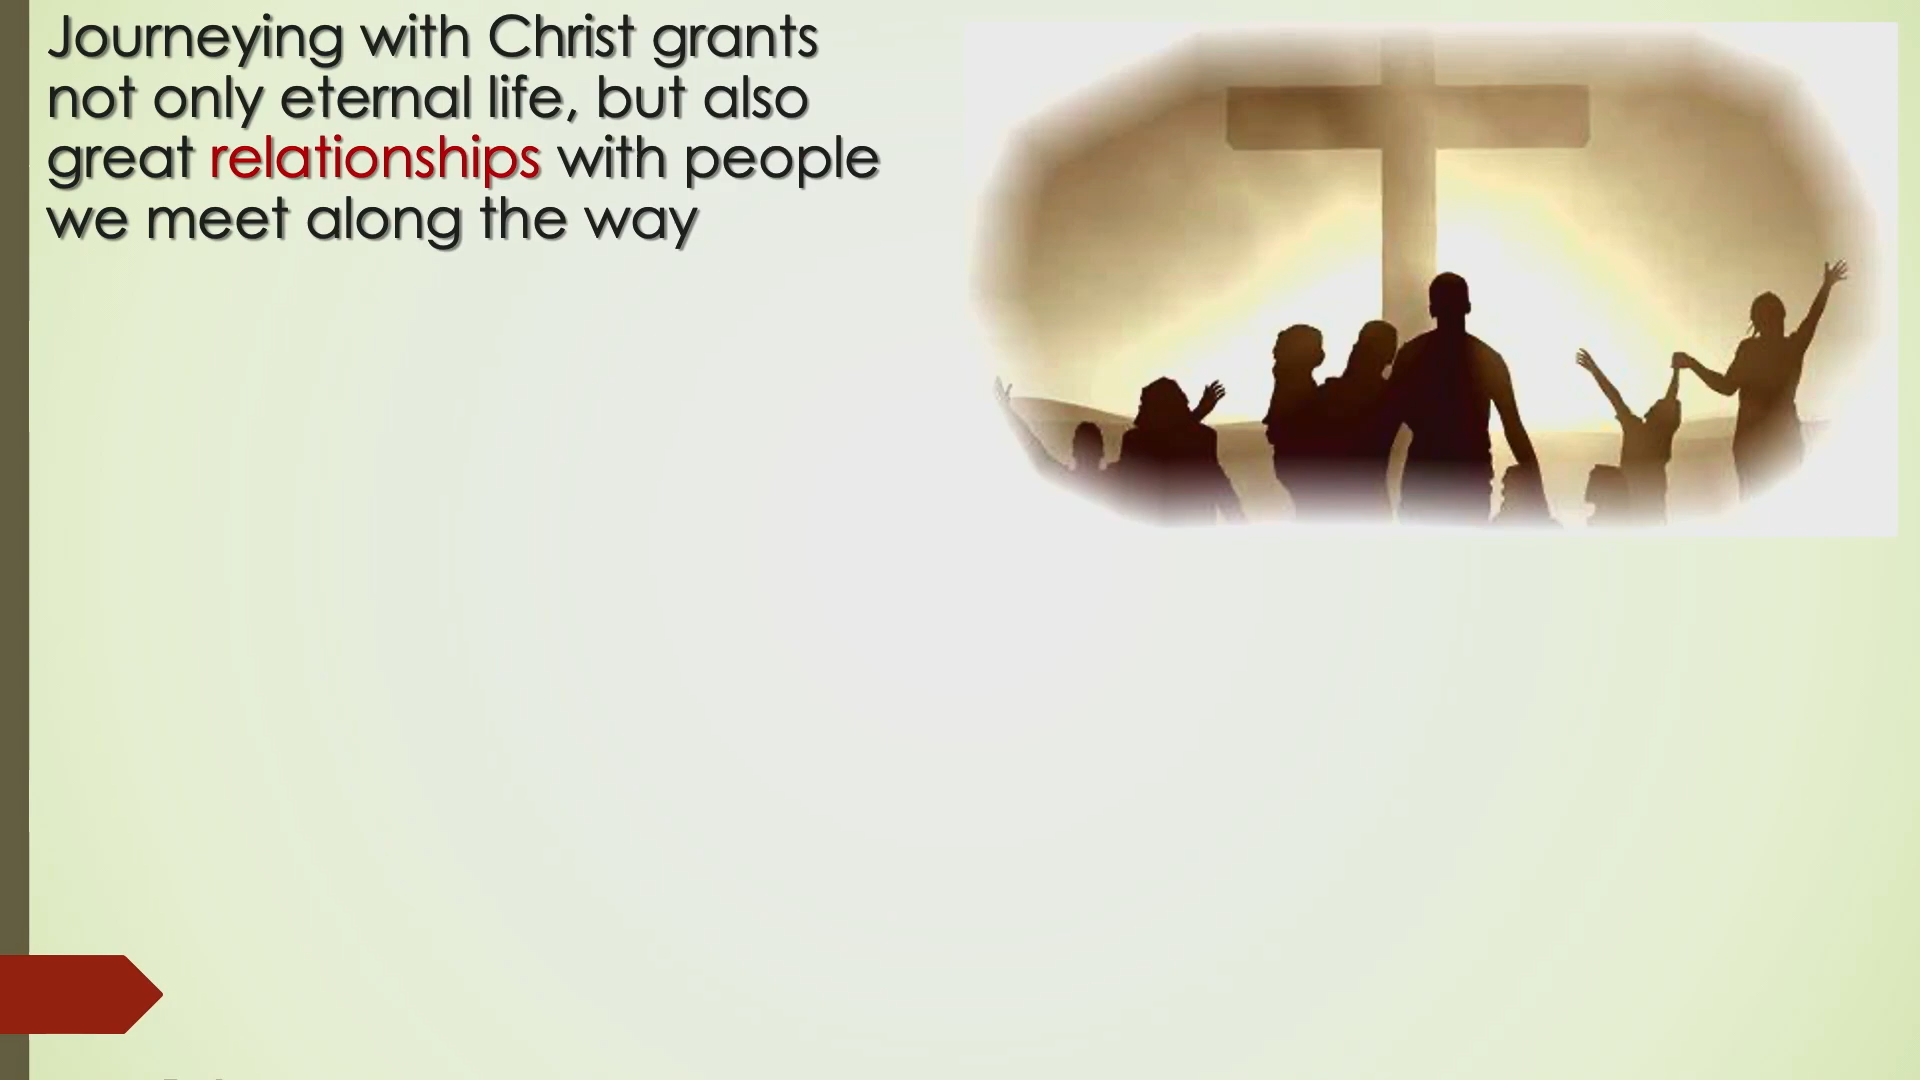 Journeying with Christ grants
not only eternal life, but also
great relationships with people
we meet along the way